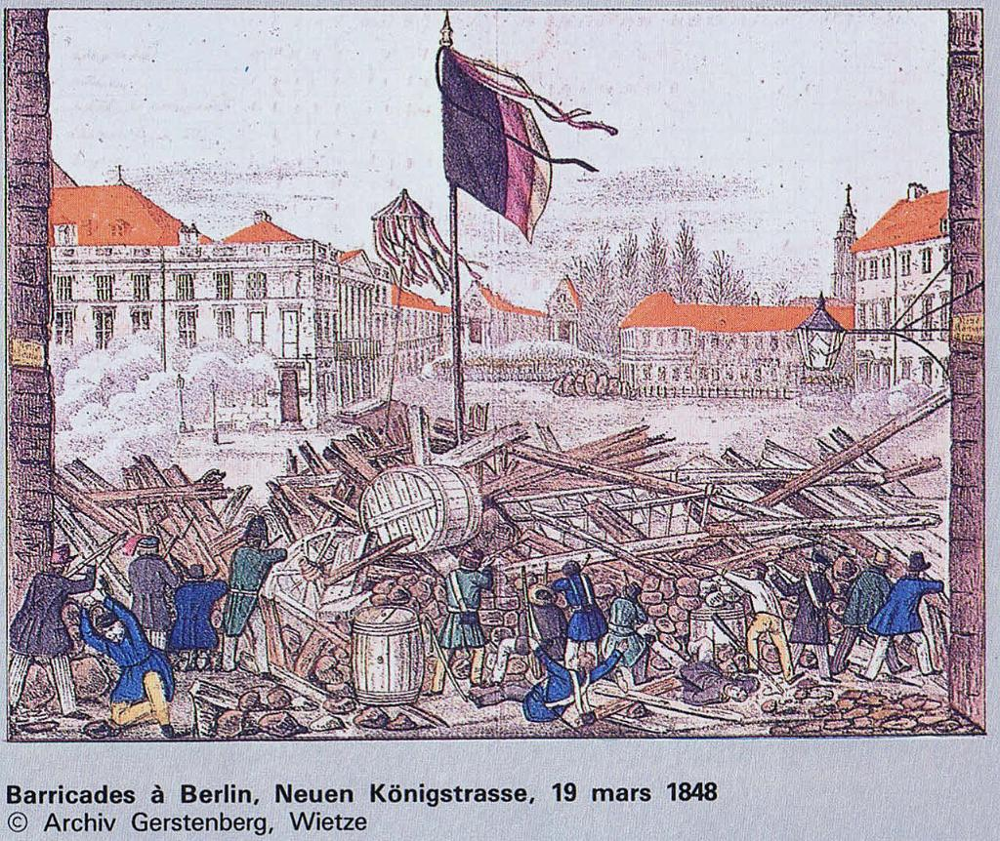 Barricades à Berlin, Neuen Königstrasse, 19 mars 1848
© Archiv Gerstenberg, Wietze